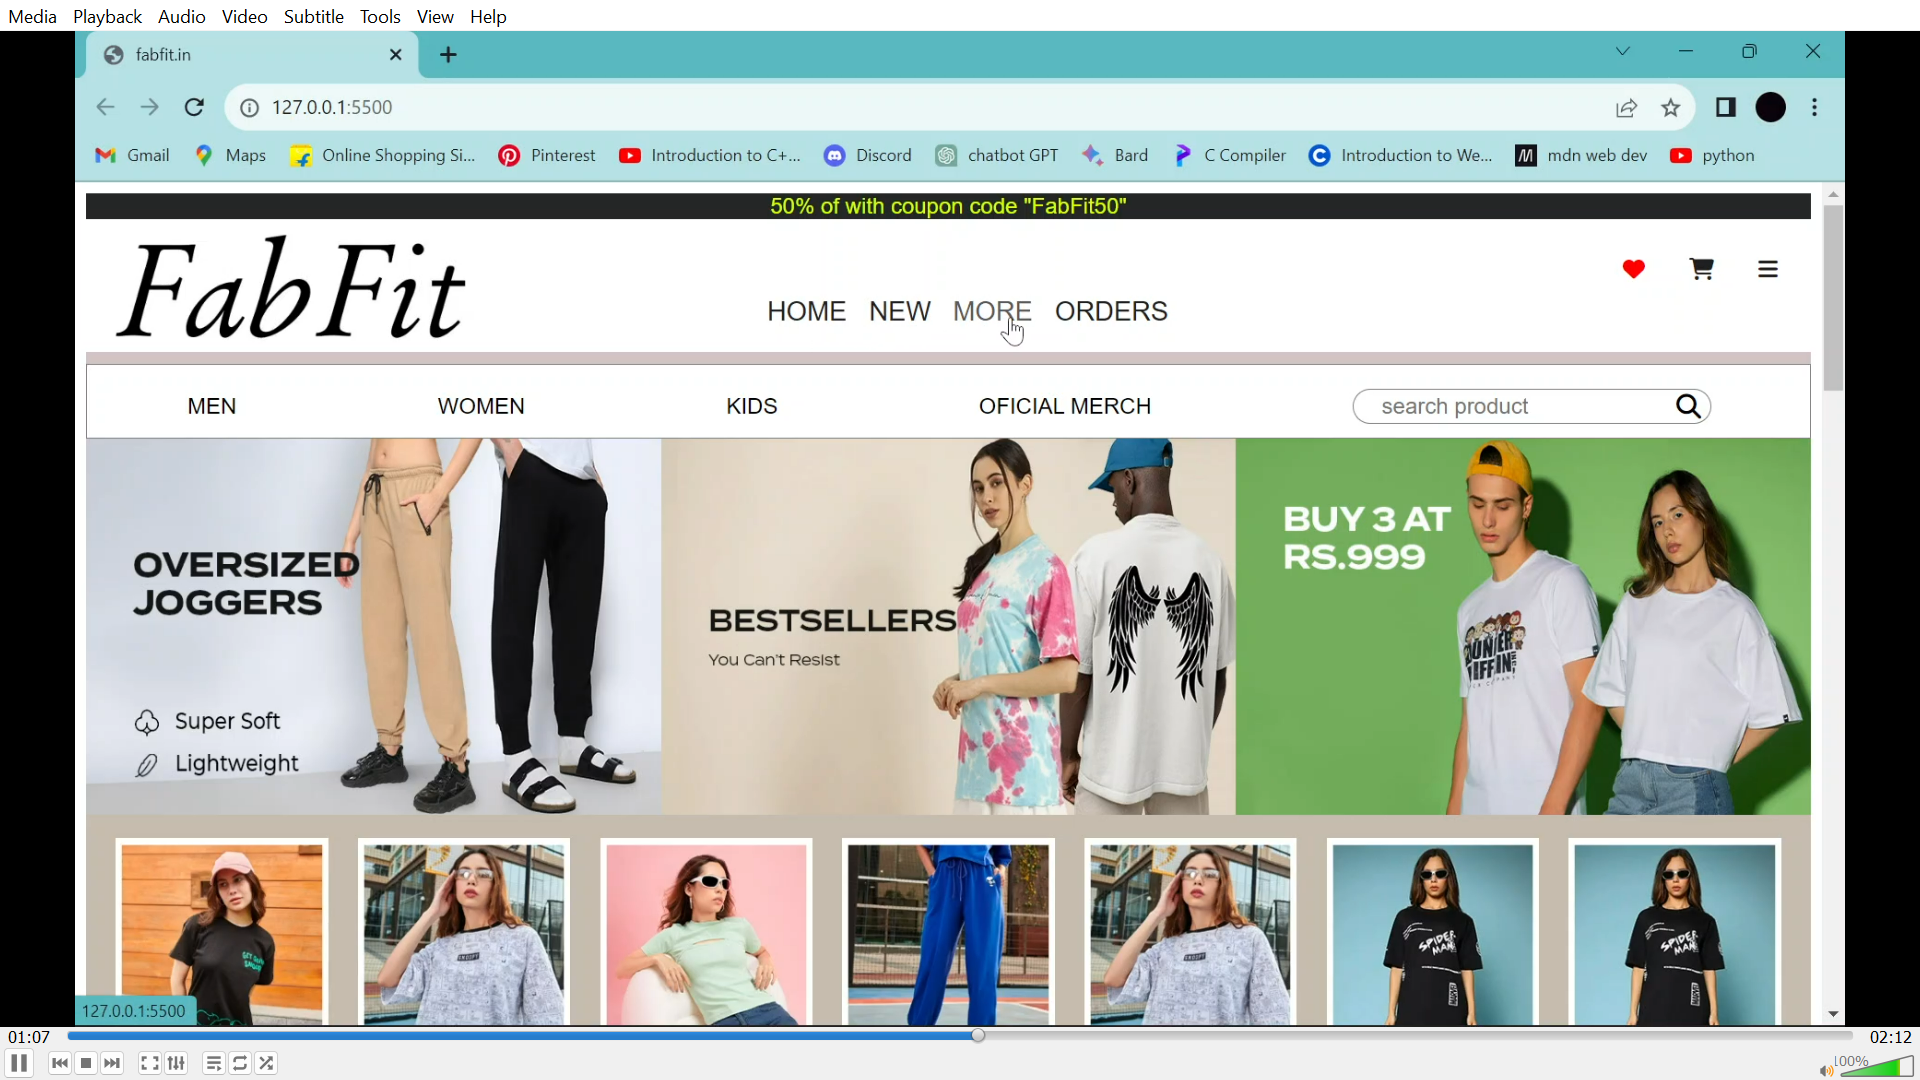 Media Playback Audio Video Subtitle Tools View Help
fabfit.in
127.0.0.1:5500
Gmail Maps Online Shopping Si... Pinterest Introduction to C+... Discord chatbot GPT Bard C Compiler Introduction to We... mdn web dev python
50% of with coupon code "FabFit50"
FabFit
HOME NEW MORE ORDERS
MEN WOMEN KIDS OFICIAL MERCH search product
OVERSIZED
JOGGERS
Super Soft
Lightweight
BESTSELLERS
You Can't Resist
BUY 3 AT
RS.999
SPIDER
MAN
SPIDER
MAN
127.0.0.1:5500
01:07 02:12
100%